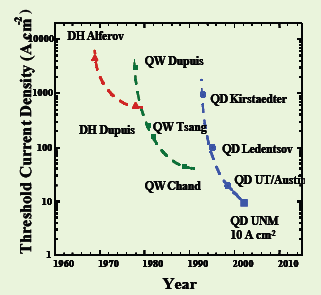 Threshold Current Density (A.cm-2)
10000
1000
100
10
1
DH Alferov
QW Dupuis
QD Kirstaedter
DH Dupuis
QW Tsang
QD Ledentsov
QW Chand
QD UT/Austin
QD UNM
10 A cm-2
1960 1970 1980 1990 2000 2010
Year